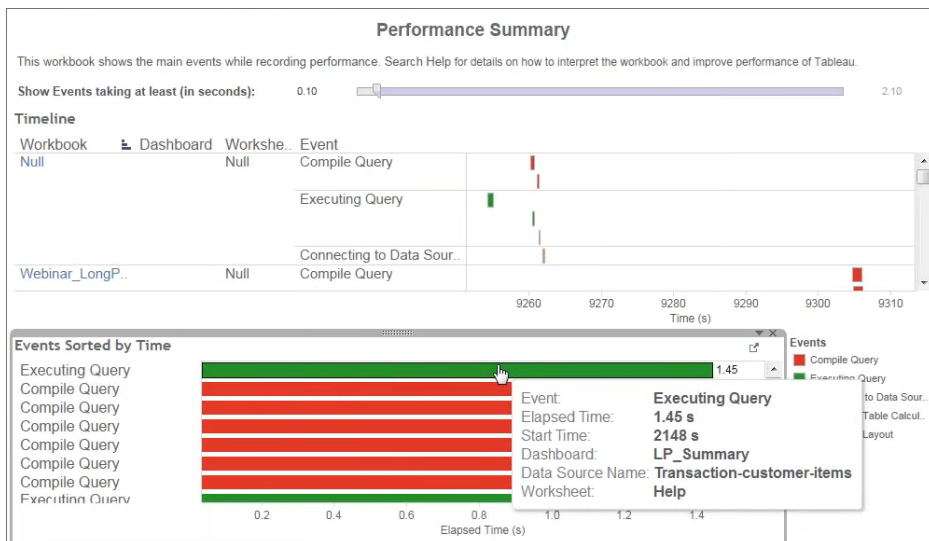 Performance Summary
This workbook shows the main events while recording performance. Search Help for details on how to interpret the workbook and improve performance of Tableau.
Show Events taking at least (in seconds): 0.10 2.10
Timeline
Workbook Dashboard Workshe.. Event
Null Null Compile Query
Executing Query
Connecting to Data Sour..
Webinar_LongP.. Null Compile Query
9260 9270 9280 9290 9300 9310
Time (s)
Events Sorted by Time
Executing Query 1.45
Compile Query
Compile Query
Compile Query
Compile Query
Compile Query
Compile Query
Executing Query
0.2 0.4 0.6 0.8 1.0 1.2 1.4
Elapsed Time (s)
Event: Executing Query
Elapsed Time: 1.45 s
Start Time: 2148 s
Dashboard: LP_Summary
Data Source Name: Transaction-customer-items
Worksheet: Help
Events
Compile Query
Executing Query
to Data Sour..
Table Calcul..
Layout